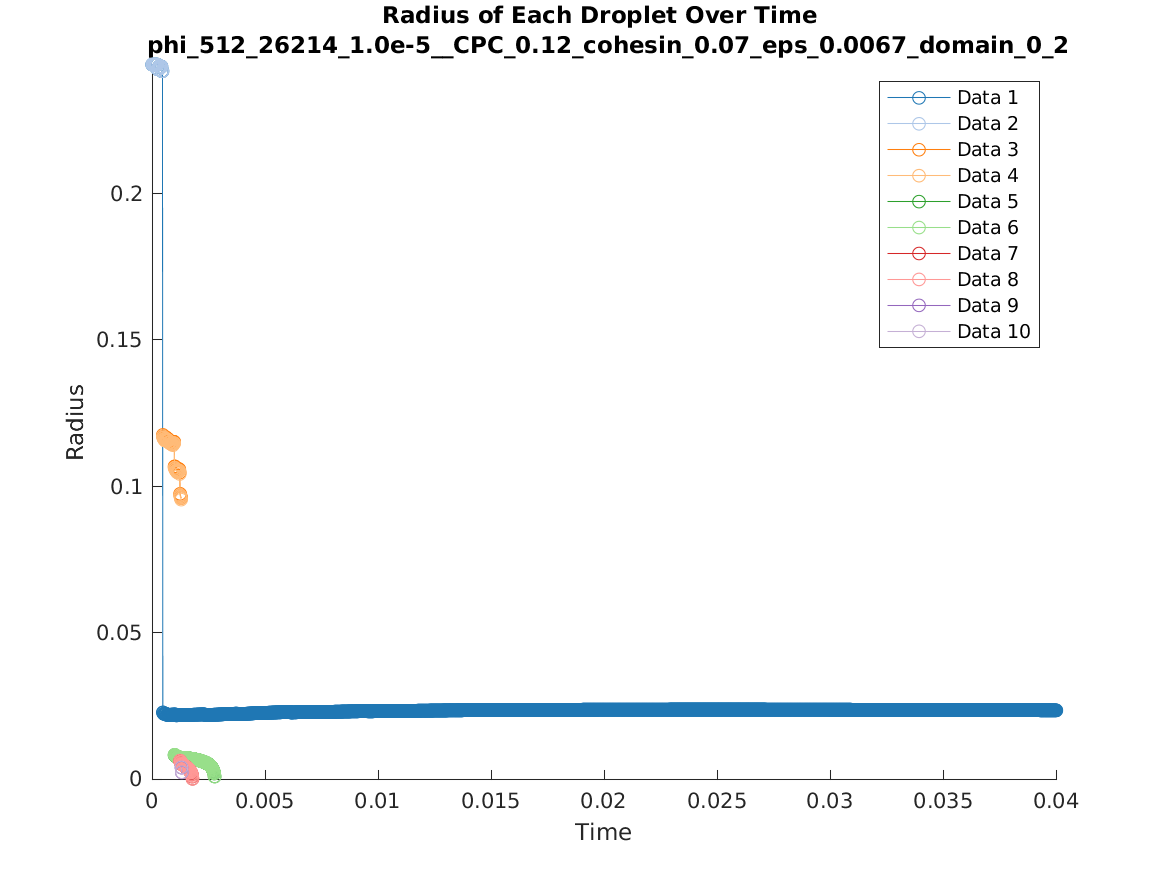 Radius of Each Droplet Over Time
phi_512_26214_1.0e-5__CPC_0.12_cohesin_0.07_eps_0.0067_domain_0_2
Data 1
Data 2
Data 3
Data 4
Data 5
Data 6
Data 7
Data 8
Data 9
Data 10
0.2
0.15
0.1
0.05
0
Radius
0
0.005
0.01
0.015
0.02
0.025
0.03
0.035
0.04
Time